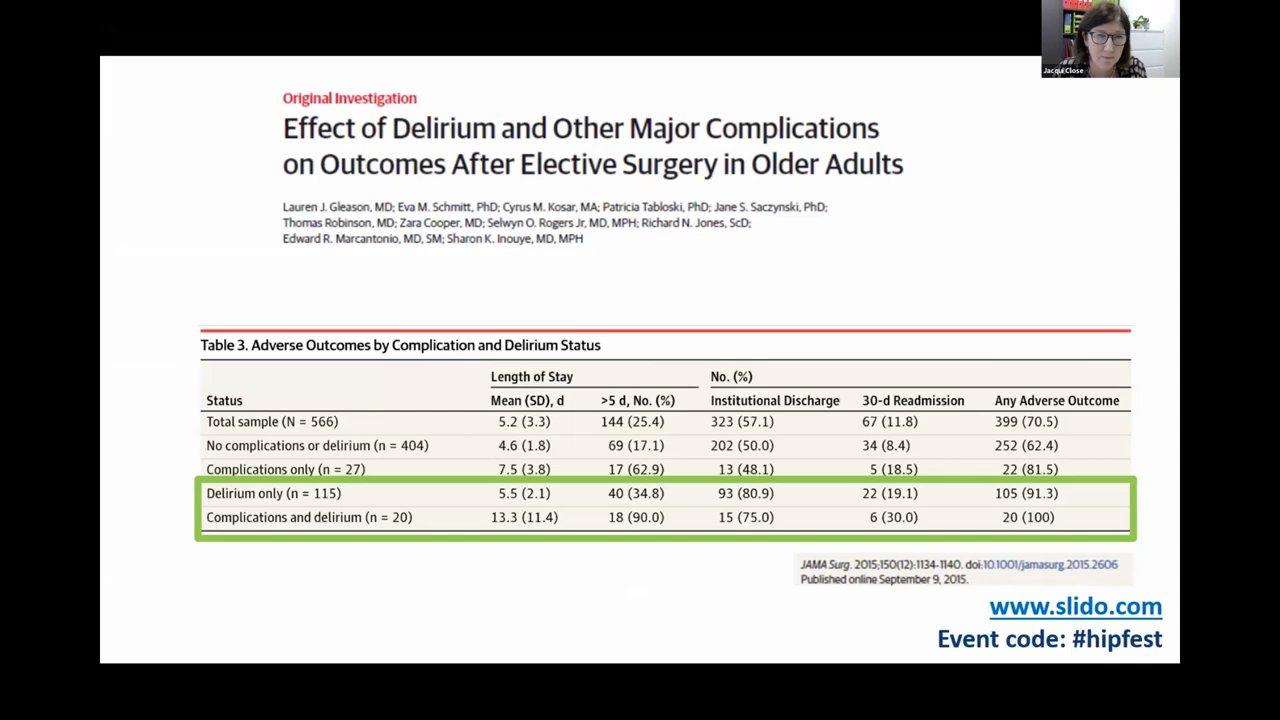 Jacqui Close
Original Investigation
Effect of Delirium and Other Major Complications
on Outcomes After Elective Surgery in Older Adults
Lauren J. Gleason, MD; Eva M. Schmitt, PhD; Cyrus M. Kosar, MA; Patricia Tabloski, PhD; Jane S. Saczynski, PhD;
Thomas Robinson, MD; Zara Cooper, MD; Selwyn O. Rogers Jr, MD, MPH; Richard N. Jones, ScD;
Edward R. Marcantonio, MD, SM; Sharon K. Inouye, MD, MPH
Table 3. Adverse Outcomes by Complication and Delirium Status
Length of Stay No. (%)
Status Mean (SD), d >5 d, No. (%) Institutional Discharge 30-d Readmission Any Adverse Outcome
Total sample (N = 566) 5.2 (3.3) 144 (25.4) 323 (57.1) 67 (11.8) 399 (70.5)
No complications or delirium (n = 404) 4.6 (1.8) 69 (17.1) 202 (50.0) 34 (8.4) 252 (62.4)
Complications only (n = 27) 7.5 (3.8) 17 (62.9) 13 (48.1) 5 (18.5) 22 (81.5)
Delirium only (n = 115) 5.5 (2.1) 40 (34.8) 93 (80.9) 22 (19.1) 105 (91.3)
Complications and delirium (n = 20) 13.3 (11.4) 18 (90.0) 15 (75.0) 6 (30.0) 20 (100)
JAMA Surg. 2015;150(12):1134-1140. doi:10.1001/jamasurg.2015.2606
Published online September 9, 2015.
www.slido.com
Event code: #hipfest